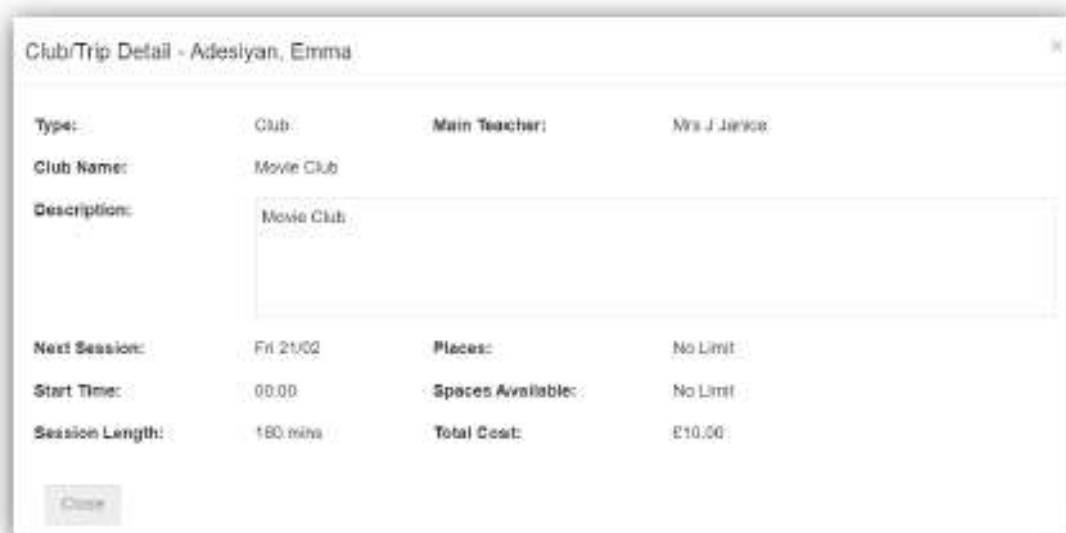 Club/Trip Detail - Adesiyan, Emma ×
Type: Club Main Teacher: Mrs J Janice
Club Name: Movie Club
Description: Movie Club
Next Session: Fri 21/02 Places: No Limit
Start Time: 00:00 Spaces Available: No Limit
Session Length: 180 mins Total Cost: £10.00
Close